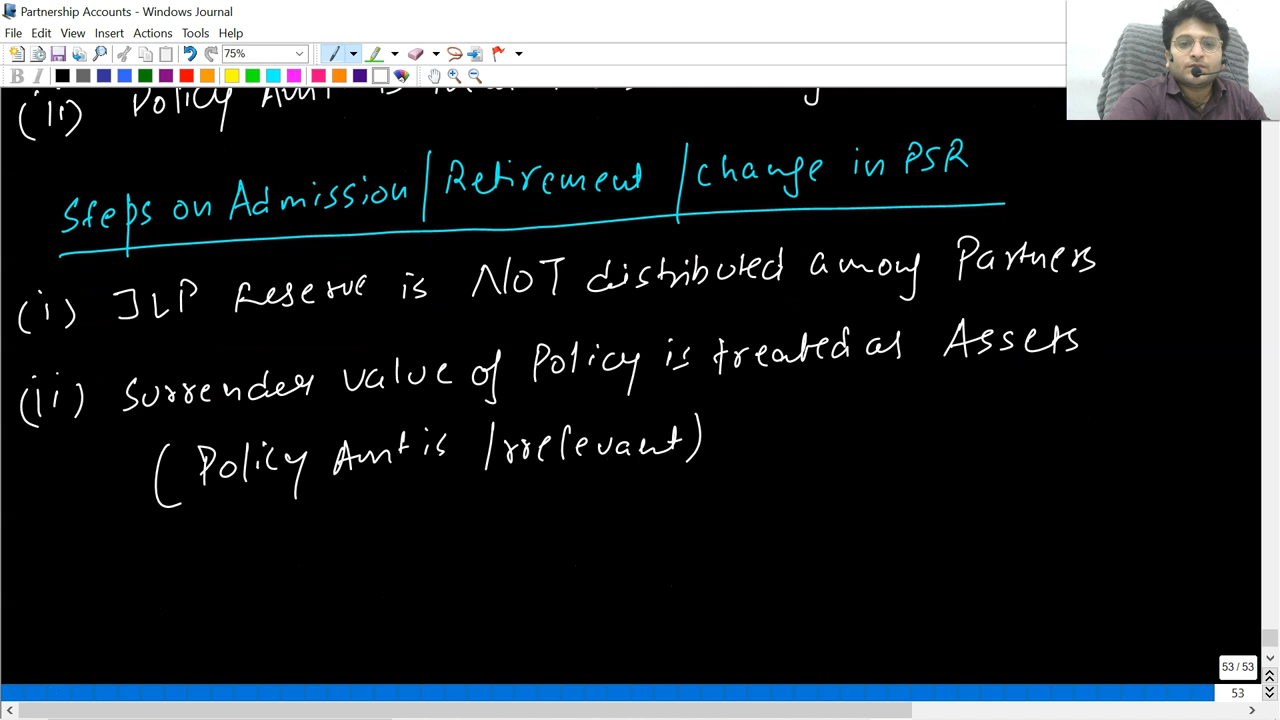 Partnership Accounts - Windows Journal
File Edit View Insert Actions Tools Help
75%
B I
(ii) Policy Amt is
Steps on Admission/Retirement/change in PSR
(i) JLP Reserve is NOT distributed among Partners
(ii) Surrender value of Policy is treated as Assets
(Policy Amt is Irrelevant)
53 / 53
53